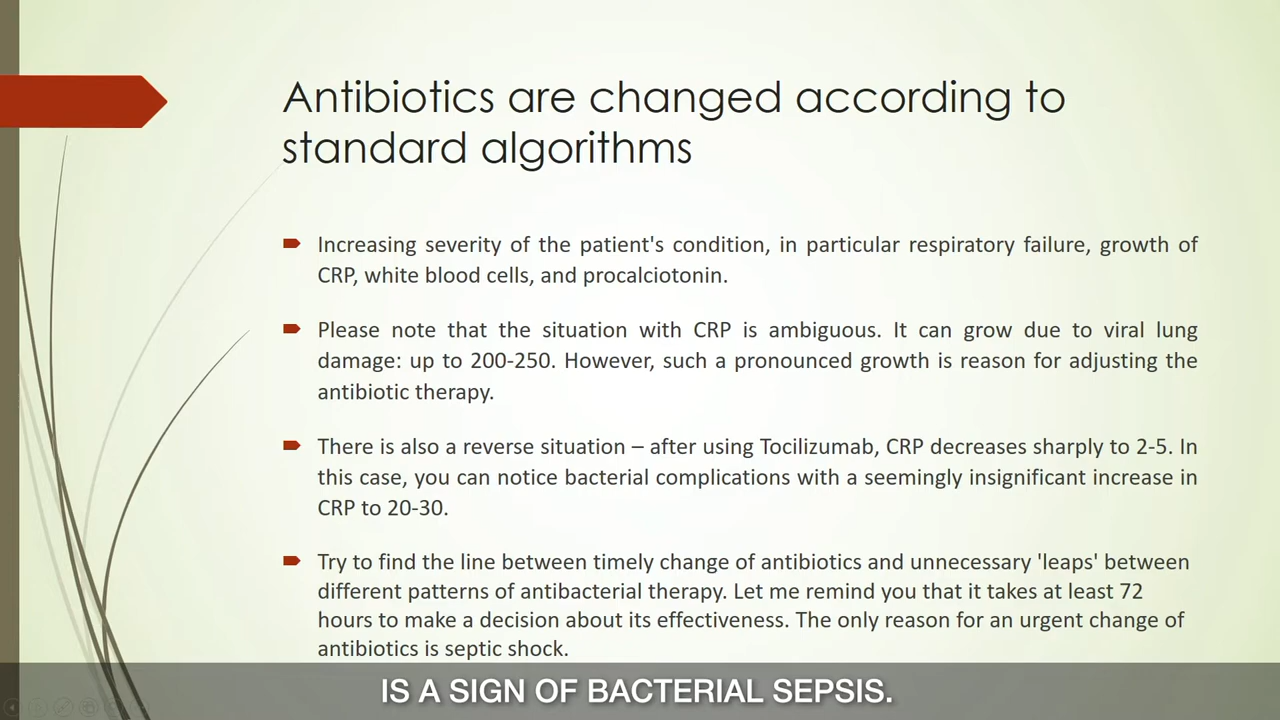 Antibiotics are changed according to
standard algorithms
Increasing severity of the patient's condition, in particular respiratory failure, growth of
CRP, white blood cells, and procalciotonin.
Please note that the situation with CRP is ambiguous. It can grow due to viral lung
damage: up to 200-250. However, such a pronounced growth is reason for adjusting the
antibiotic therapy.
There is also a reverse situation – after using Tocilizumab, CRP decreases sharply to 2-5. In
this case, you can notice bacterial complications with a seemingly insignificant increase in
CRP to 20-30.
Try to find the line between timely change of antibiotics and unnecessary 'leaps' between
different patterns of antibacterial therapy. Let me remind you that it takes at least 72
hours to make a decision about its effectiveness. The only reason for an urgent change of
antibiotics is septic shock.
IS A SIGN OF BACTERIAL SEPSIS.